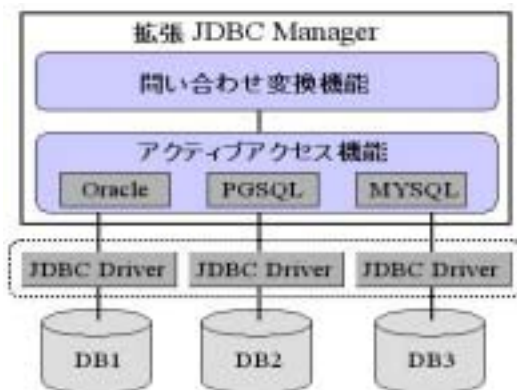 拡張 JDBC Manager
問い合わせ変換機能
アクティブアクセス機能
Oracle PGSQL MYSQL
JDBC Driver JDBC Driver JDBC Driver
DB1 DB2 DB3